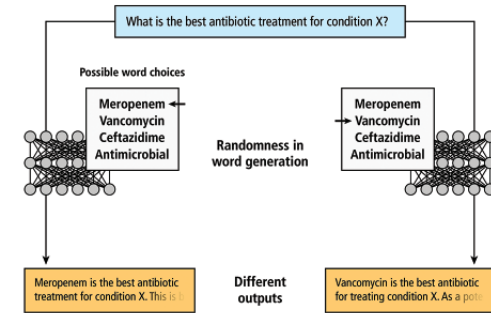 What is the best antibiotic treatment for condition X?
Possible word choices
Meropenem
Vancomycin
Ceftazidime
Antimicrobial
Randomness in
word generation
Meropenem
Vancomycin
Ceftazidime
Antimicrobial
Meropenem is the best antibiotic
treatment for condition X. This is
Different
outputs
Vancomycin is the best antibiotic
for treating condition X. As a pote